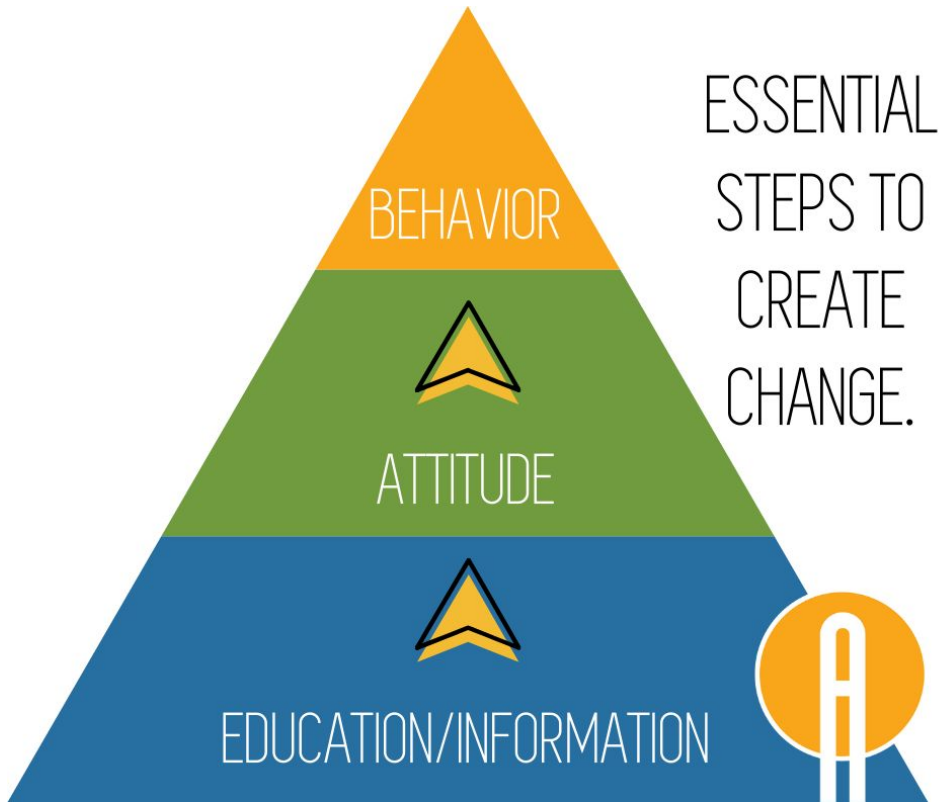 ESSENTIAL
STEPS TO
CREATE
CHANGE.
BEHAVIOR
ATTITUDE
EDUCATION/INFORMATION
A